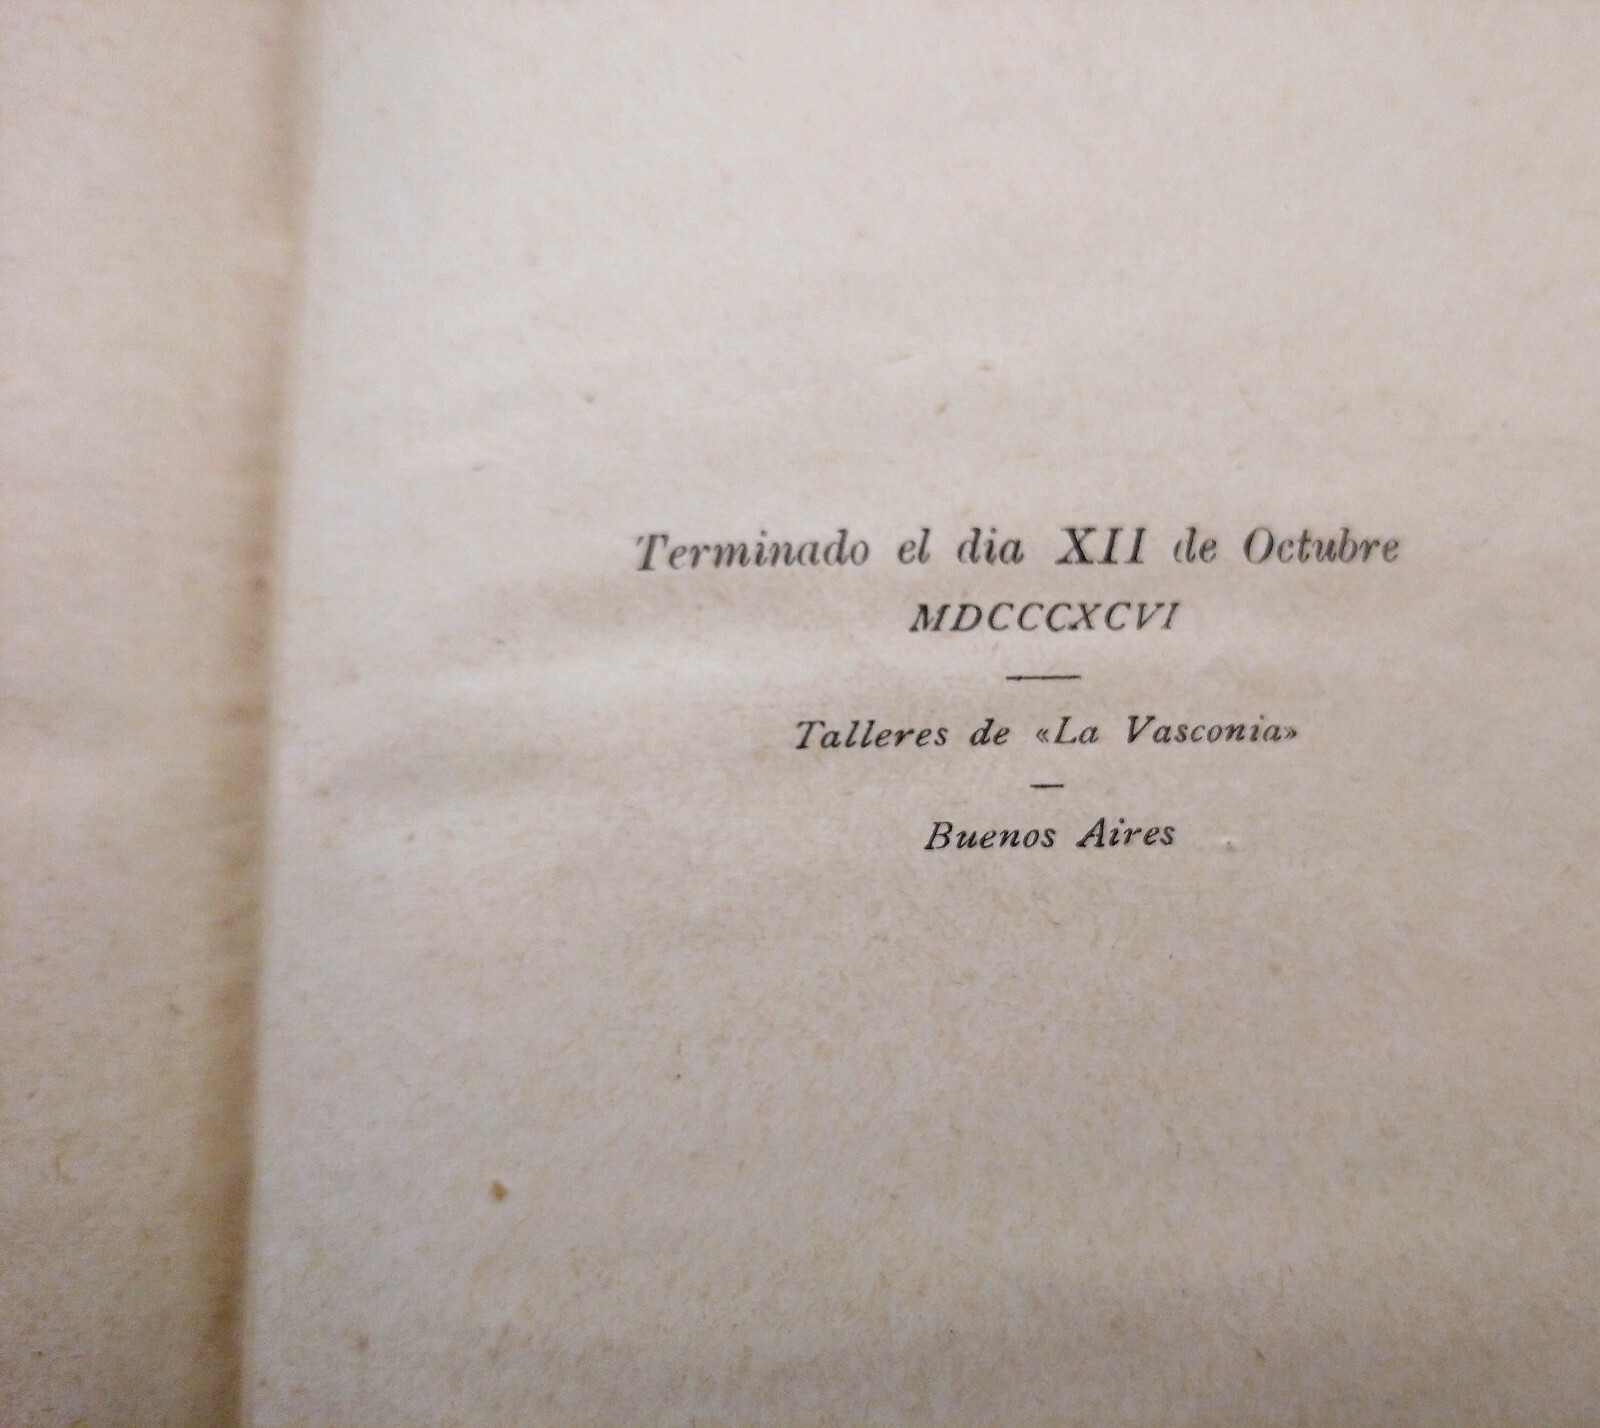 Terminado el dia XII de Octubre
MDCCCXCVI
Talleres de «La Vasconia»
Buenos Aires